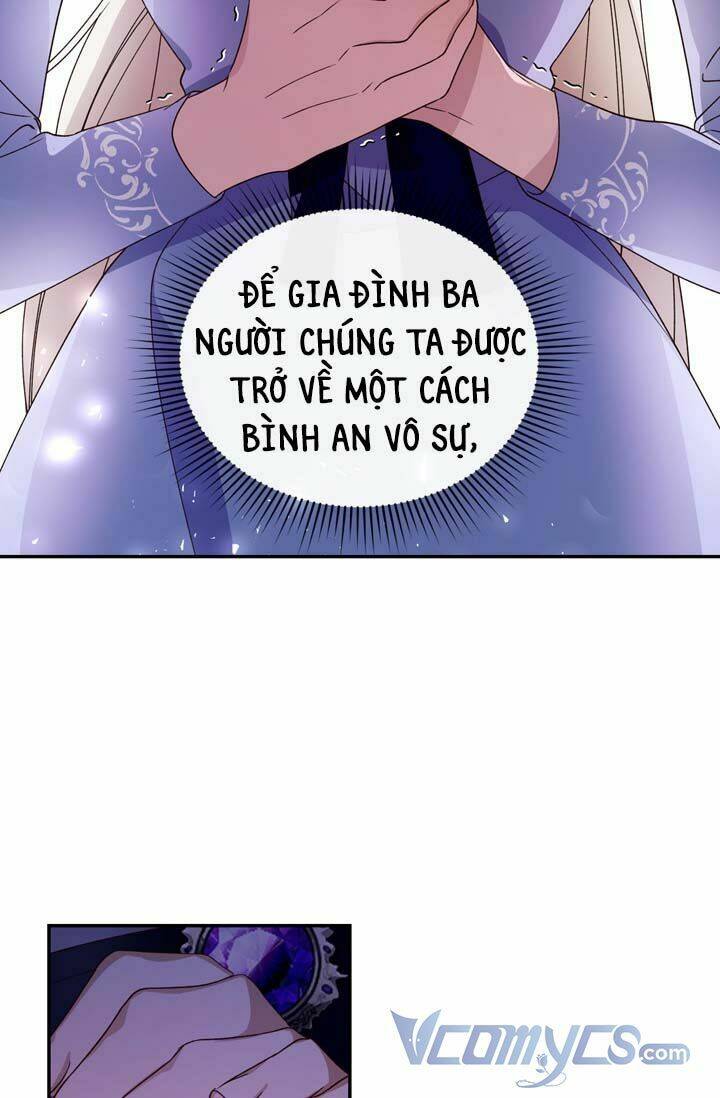 ĐỂ GIA ĐÌNH BA
NGƯỜI CHÚNG TA ĐƯỢC
TRỞ VỀ MỘT CÁCH
BÌNH AN VÔ SỰ,
VCOMYCS.com